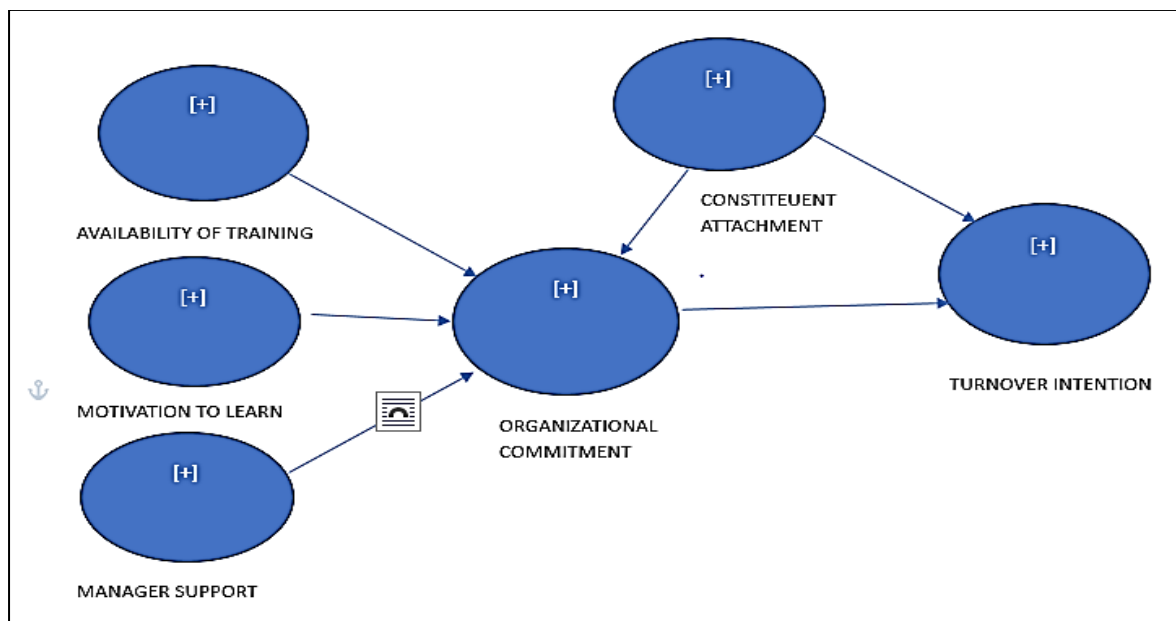 [+]
AVAILABILITY OF TRAINING
[+]
MOTIVATION TO LEARN
[+]
MANAGER SUPPORT
[+]
ORGANIZATIONAL
COMMITMENT
[+]
CONSTITEUENT
ATTACHMENT
[+]
TURNOVER INTENTION